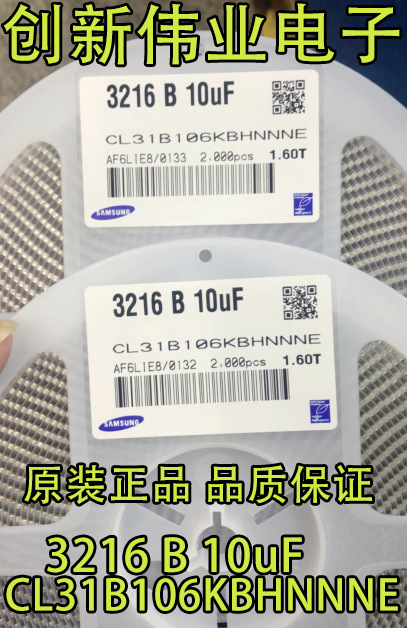 创新伟业电子
3216 B 10uF
CL31B106KBHNNNE
AF6LIE8/0133 2,000pcs 1.60T
SAMSUNG
3216 B 10uF
CL31B106KBHNNNE
AF6LIE8/0132 2,000pcs 1.60T
SAMSUNG
原装正品 品质保证
3216 B 10uF
CL31B106KBHNNNE